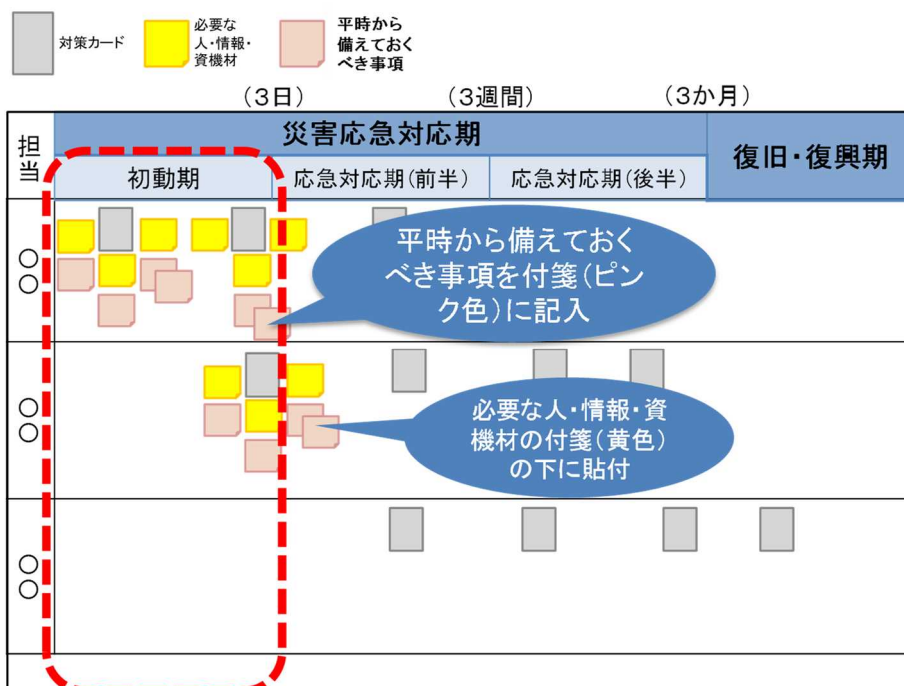 対策カード
必要な
人・情報・
資機材
平時から
備えておく
べき事項
(3日)
(3週間)
(3か月)
担当
災害応急対応期
復旧・復興期
初動期
応急対応期(前半)
応急対応期(後半)
○○
平時から備えておく
べき事項を付箋(ピン
ク色)に記入
○○
必要な人・情報・資
機材の付箋(黄色)
の下に貼付
○○